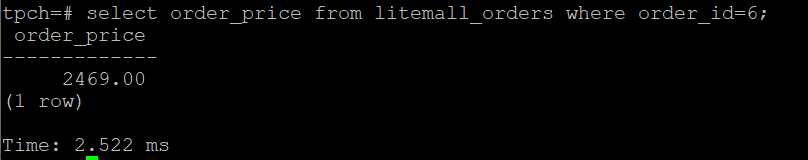 tpch=# select order_price from litemall_orders where order_id=6;
order_price
-------------
2469.00
(1 row)
Time: 2.522 ms